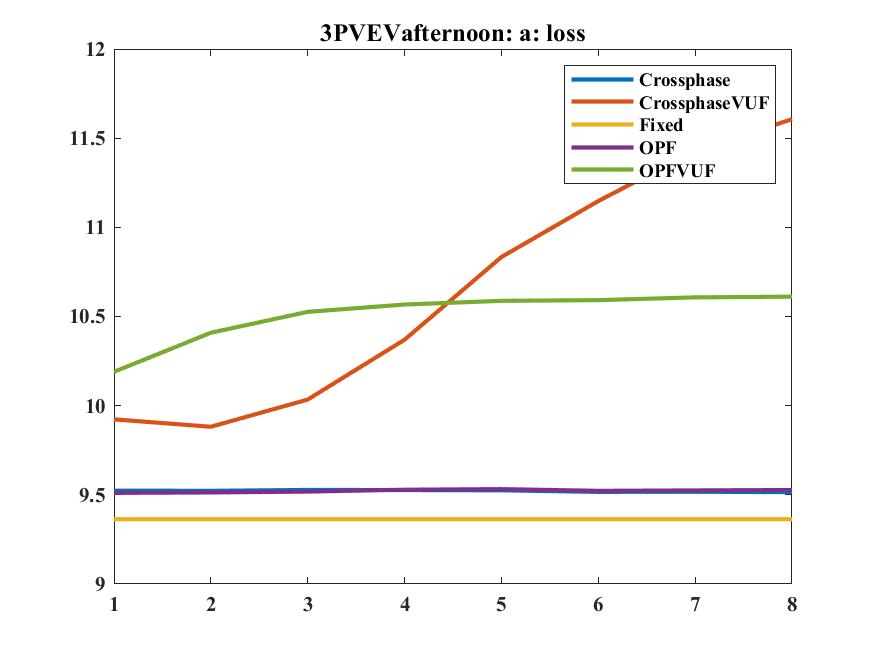 3PVEVafternoon: a: loss
12
11.5
11
10.5
10
9.5
9
Crossphase
CrossphaseVUF
Fixed
OPF
OPFVUF
1 2 3 4 5 6 7 8